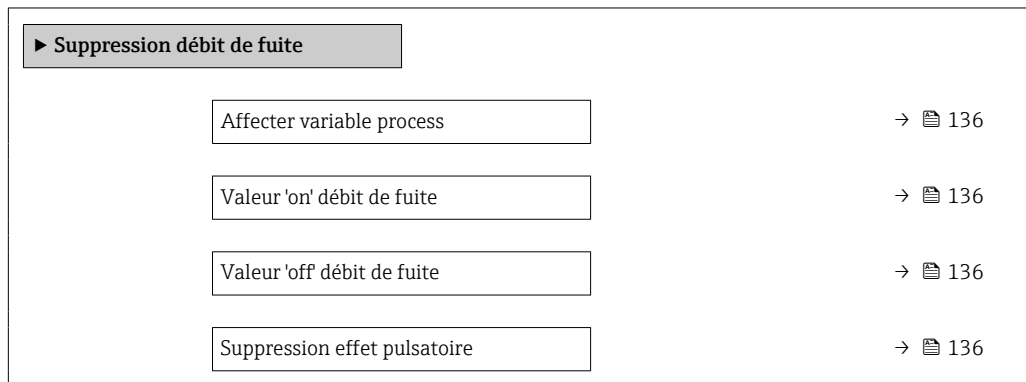 ▶ Suppression débit de fuite
Affecter variable process → 136
Valeur 'on' débit de fuite → 136
Valeur 'off' débit de fuite → 136
Suppression effet pulsatoire → 136